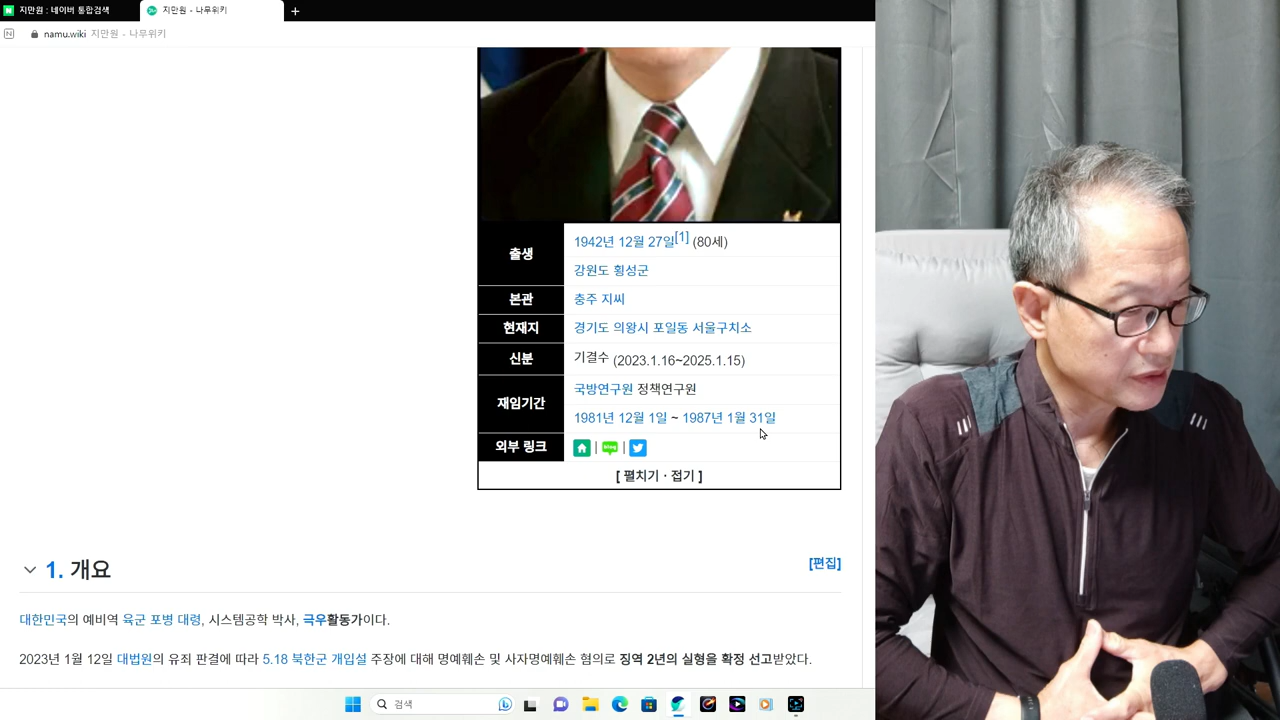 지만원 : 네이버 통합검색
지만원 - 나무위키
namu.wiki 지만원 - 나무위키
출생
1942년 12월 27일[1] (80세)
강원도 횡성군
본관
충주 지씨
현재지
경기도 의왕시 포일동 서울구치소
신분
기결수 (2023.1.16~2025.1.15)
재임기간
국방연구원 정책연구원
1981년 12월 1일 ~ 1987년 1월 31일
외부 링크
| blog |
[ 펼치기 · 접기 ]
1. 개요
[편집]
대한민국의 예비역 육군 포병 대령, 시스템공학 박사, 극우활동가이다.
2023년 1월 12일 대법원의 유죄 판결에 따라 5.18 북한군 개입설 주장에 대해 명예훼손 및 사자명예훼손 혐의로 징역 2년의 실형을 확정 선고받았다.
검색